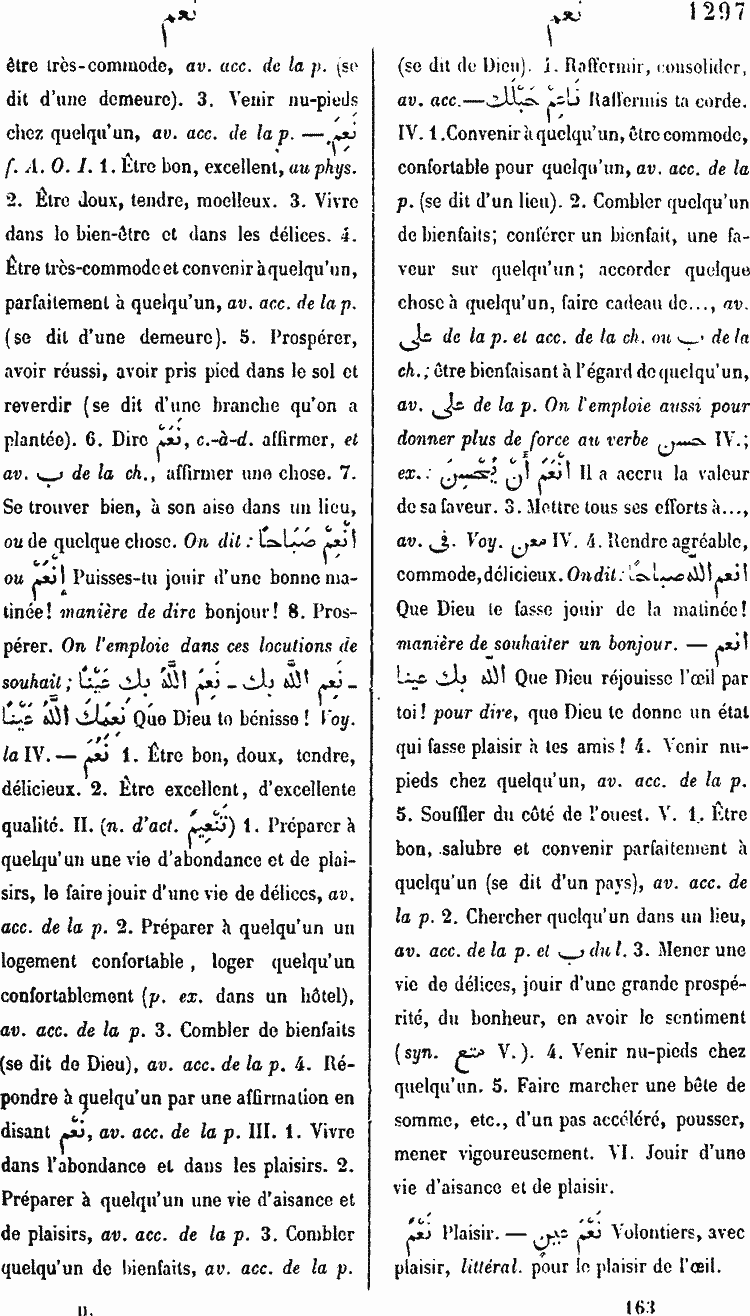 نعم
نعم 1297
être très-commode, av. acc. de la p. (se
dit d'une demeure). 3. Venir nu-pieds
chez quelqu'un, av. acc. de la p. — نَعِمَ
f. A. O. I. 1. Être bon, excellent, au phys.
2. Être doux, tendre, moelleux. 3. Vivre
dans le bien-être et dans les délices. 4.
Être très-commode et convenir à quelqu'un,
parfaitement à quelqu'un, av. acc. de la p.
(se dit d'une demeure). 5. Prospérer,
avoir réussi, avoir pris pied dans le sol et
reverdir (se dit d'une branche qu'on a
plantée). 6. Dire نَعَمْ, c.-à-d. affirmer, et
av. ب de la ch., affirmer une chose. 7.
Se trouver bien, à son aise dans un lieu,
ou de quelque chose. On dit : اَنْعِمْ صَبَاحًا
ou اِنْعَمْ Puisses-tu jouir d'une bonne ma-
tinée! manière de dire bonjour! 8. Pros-
pérer. On l'emploie dans ces locutions de
souhait; نَعِم اللّٰه بك ـ نَعِمَ اللّٰهُ بِك عَيْنًا ـ
نَعِمَكَ اللّٰهُ عَيْنًا Que Dieu te bénisse! Voy.
la IV. — نَعُمَ 1. Être bon, doux, tendre,
délicieux. 2. Être excellent, d'excellente
qualité. II. (n. d'act. تَنْعِيمٌ) 1. Préparer à
quelqu'un une vie d'abondance et de plai-
sirs, le faire jouir d'une vie de délices, av.
acc. de la p. 2. Préparer à quelqu'un un
logement confortable, loger quelqu'un
confortablement (p. ex. dans un hôtel),
av. acc. de la p. 3. Combler de bienfaits
(se dit de Dieu), av. acc. de la p. 4. Ré-
pondre à quelqu'un par une affirmation en
disant نَعَمْ, av. acc. de la p. III. 1. Vivre
dans l'abondance et dans les plaisirs. 2.
Préparer à quelqu'un une vie d'aisance et
de plaisirs, av. acc. de la p. 3. Combler
quelqu'un de bienfaits, av. acc. de la p.
II.
(se dit de Dieu). 1. Raffermir, consolider,
av. acc.— نَاعِمْ حَبْلَك Raffermis ta corde.
IV. 1. Convenir à quelqu'un, être commode,
confortable pour quelqu'un, av. acc. de la
p. (se dit d'un lieu). 2. Combler quelqu'un
de bienfaits; conférer un bienfait, une fa-
veur sur quelqu'un; accorder quelque
chose à quelqu'un, faire cadeau de..., av.
على de la p. et acc. de la ch. ou ب de la
ch.; être bienfaisant à l'égard de quelqu'un,
av. على de la p. On l'emploie aussi pour
donner plus de force au verbe حسن IV.;
ex.: أَنْعَمَ أَنْ يُحْسِنَ Il a accru la valeur
de sa faveur. 3. Mettre tous ses efforts à...,
av. فى. Voy. معن IV. 4. Rendre agréable,
commode, délicieux. On dit: انعم اللّٰه صباحًا
Que Dieu te fasse jouir de la matinée!
manière de souhaiter un bonjour. — انعم
اللّٰه بك عينا Que Dieu réjouisse l'œil par
toi! pour dire, que Dieu te donne un état
qui fasse plaisir à tes amis! 4. Venir nu-
pieds chez quelqu'un, av. acc. de la p.
5. Souffler du côté de l'ouest. V. 1. Être
bon, salubre et convenir parfaitement à
quelqu'un (se dit d'un pays), av. acc. de
la p. 2. Chercher quelqu'un dans un lieu,
av. acc. de la p. et ب du l. 3. Mener une
vie de délices, jouir d'une grande prospé-
rité, du bonheur, en avoir le sentiment
(syn. متع V.). 4. Venir nu-pieds chez
quelqu'un. 5. Faire marcher une bête de
somme, etc., d'un pas accéléré, pousser,
mener vigoureusement. VI. Jouir d'une
vie d'aisance et de plaisir.
نَعْمٌ Plaisir. — نَعْمَ عَيْنٍ Volontiers, avec
plaisir, littéral. pour le plaisir de l'œil.
163